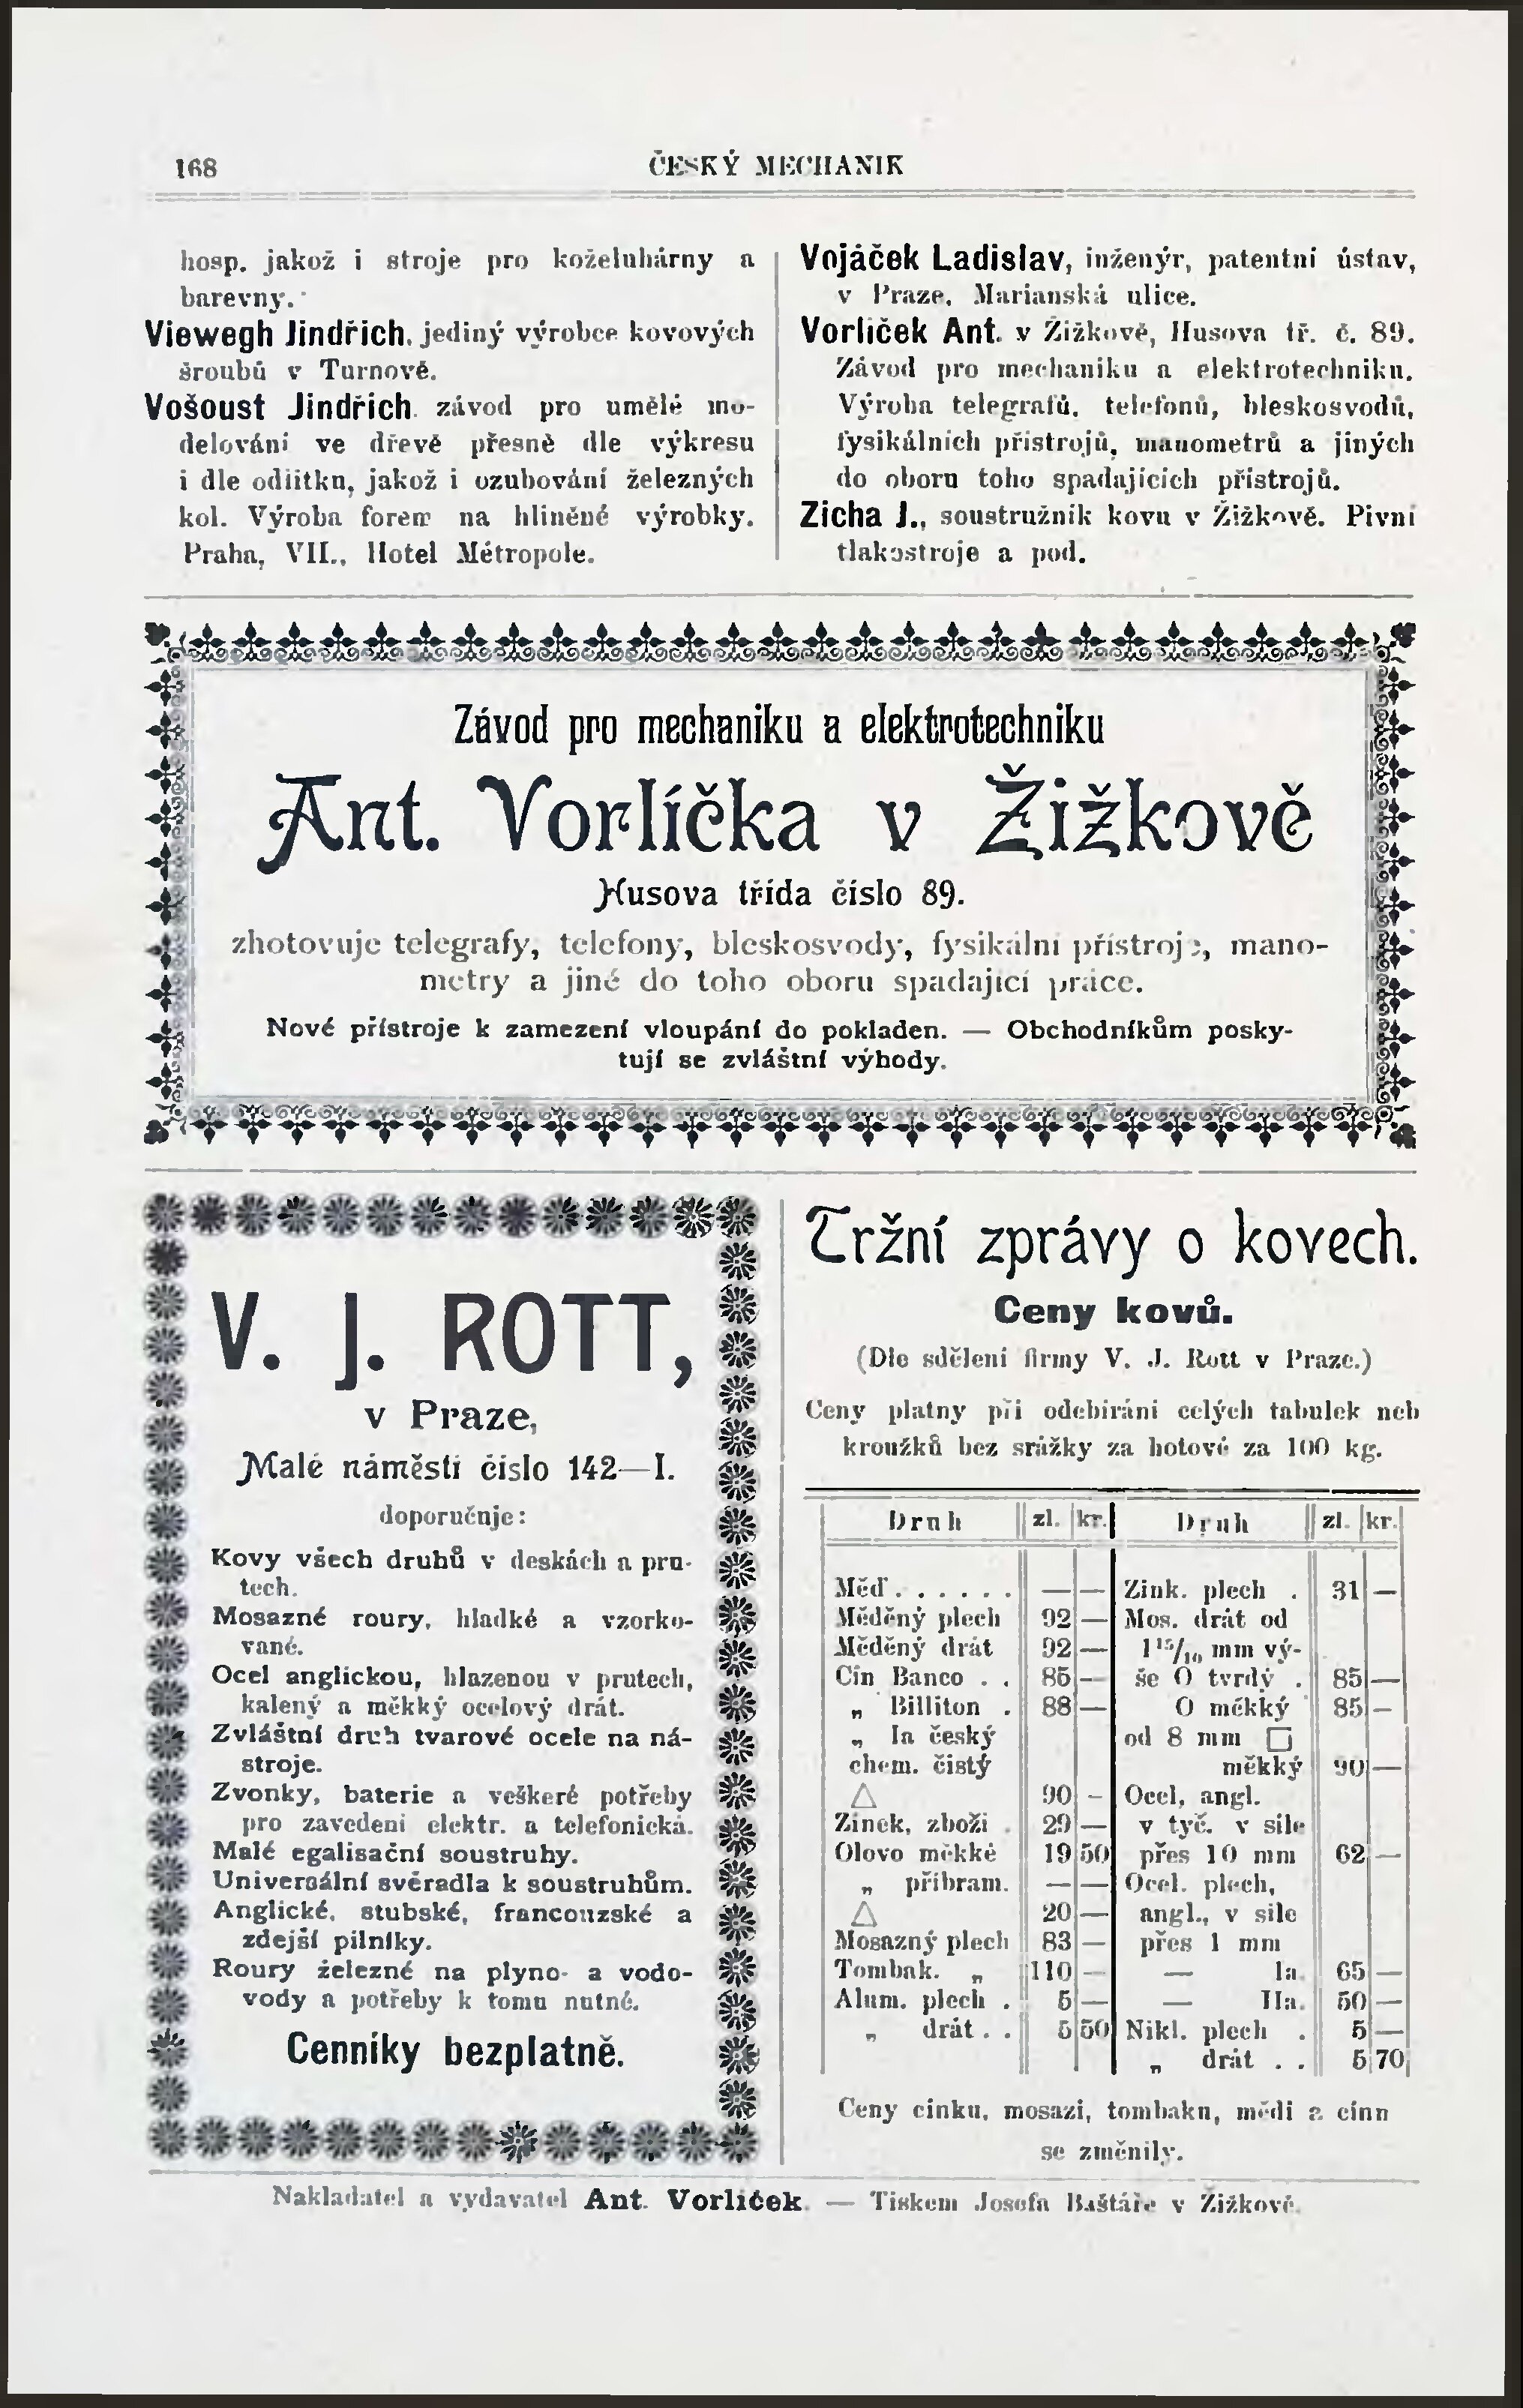 168
ČESKÝ MECHANIK
hosp. jakož i stroje pro koželuhárny a
barevny.
Viewegh Jindřich, jediný výrobce kovových
šroubů v Turnově.
Vošoust Jindřich. závod pro umělé mo-
delování ve dřevě přesně dle výkresu
i dle odlitku, jakož i ozubování železných
kol. Výroba forem na hliněné výrobky.
Praha, VII., Hotel Métropole.
Vojáček Ladislav, inženýr, patentní ústav,
v Praze, Marianská ulice.
Vorlíček Ant. v Žižkově, Husova tř. č. 89.
Závod pro mechaniku a elektrotechniku.
Výroba telegrafů, telefonů, bleskosvodů,
fysikálních přístrojů, manometrů a jiných
do oboru toho spadajících přístrojů.
Zicha J., soustružník kovu v Žižkově. Pivní
tlakostroje a pod.
Závod pro mechaniku a elektrotechniku
Ant. Vorlíčka v Žižkově
Husova třída číslo 89.
zhotovuje telegrafy, telefony, bleskosvody, fysikální přístroje, mano-
metry a jiné do toho oboru spadající práce.
Nové přístroje k zamezení vloupání do pokladen. — Obchodníkům posky-
tují se zvláštní výhody.
V. J. ROTT,
v Praze,
Malé náměstí číslo 142—I.
doporučuje:
Kovy všech druhů v deskách a pru-
tech.
Mosazné roury, hladké a vzorko-
vané.
Ocel anglickou, hlazenou v prutech,
kalený a měkký ocelový drát.
Zvláštní druh tvarové ocele na ná-
stroje.
Zvonky, baterie a veškeré potřeby
pro zavedení elektr. a telefonická.
Malé egalisační soustruhy.
Universální svěradla k soustruhům.
Anglické, stubské, francouzské a
zdejší pilníky.
Roury železné na plyno- a vodo-
vody a potřeby k tomu nutné.
Cenníky bezplatně.
Tržní zprávy o kovech.
Ceny kovů.
(Dle sdělení firmy V. J. Rott v Praze.)
Ceny platny při odebírání celých tabulek neb
kroužků bez srážky za hotové za 100 kg.
Druh zl. kr.
Měď . . . . . . — —
Měděný plech 92 —
Měděný drát 92 —
Cín Banco . . 86 —
„ Billiton . 88 —
„ Ia český
chem. čistý
△ 90 –
Zinek, zboží . 29 —
Olovo měkké 19 50
„ příbram. — —
△ 20 —
Mosazný plech 83 —
Tombak. „ 110 —
Alum. plech . 5 —
„ drát . . 5 50
Druh zl. kr.
Zink. plech . 31 —
Mos. drát od
1 15/10 mm vý-
še O tvrdý . 85 —
O měkký 85 —
od 8 mm □
měkký 90 —
Ocel, angl.
v tyč. v síle
přes 10 mm 62 —
Ocel. plech,
angl., v síle
přes 1 mm
— Ia. 65 —
— IIa. 50 —
Nikl. plech . 5 —
„ drát . . 5 70
Ceny cinku, mosazi, tombaku, mědi a cínu
se změnily.
Nakladatel a vydavatel Ant. Vorlíček. — Tiskem Josefa Baštáře v Žižkově.